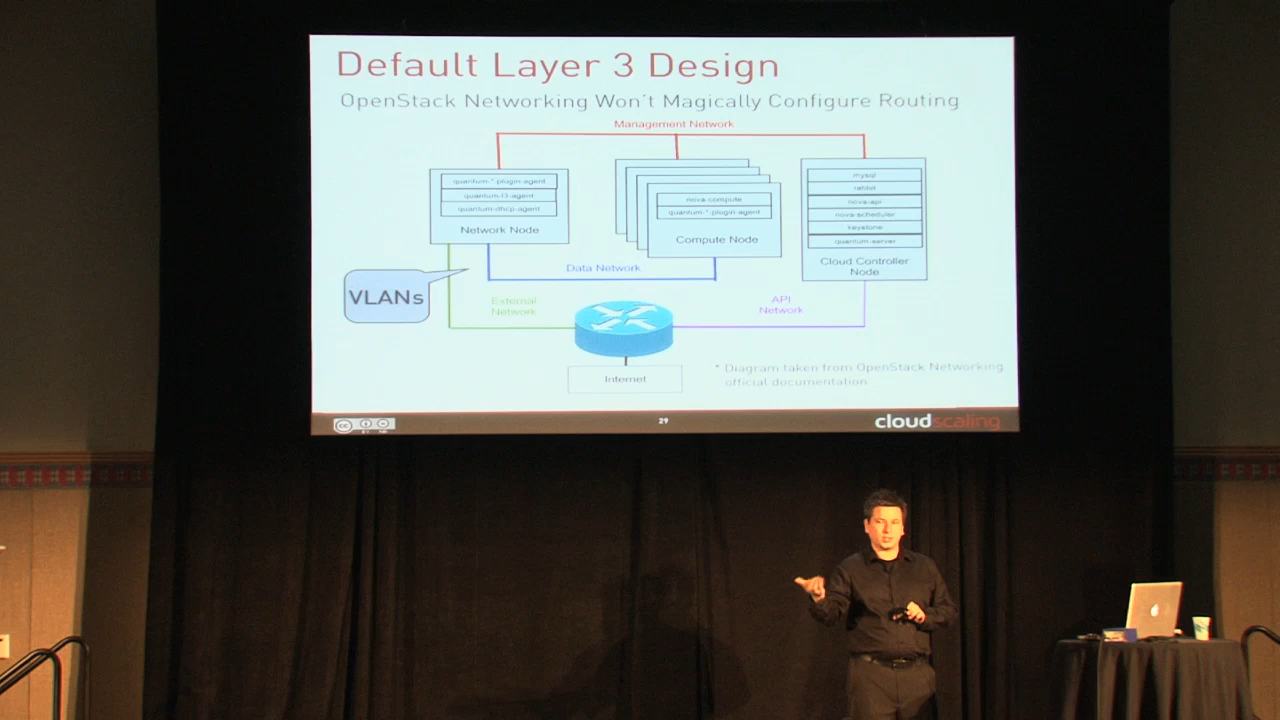 Default Layer 3 Design
OpenStack Networking Won't Magically Configure Routing
Management Network
quantum-*-plugin-agent
quantum-l3-agent
quantum-dhcp-agent
Network Node
nova-compute
quantum-*-plugin-agent
Compute Node
mysql
rabbit
nova-api
nova-scheduler
keystone
quantum-server
Cloud Controller
Node
Data Network
VLANs
External
Network
API
Network
Internet
* Diagram taken from OpenStack Networking
official documentation
cc
29
cloudscaling